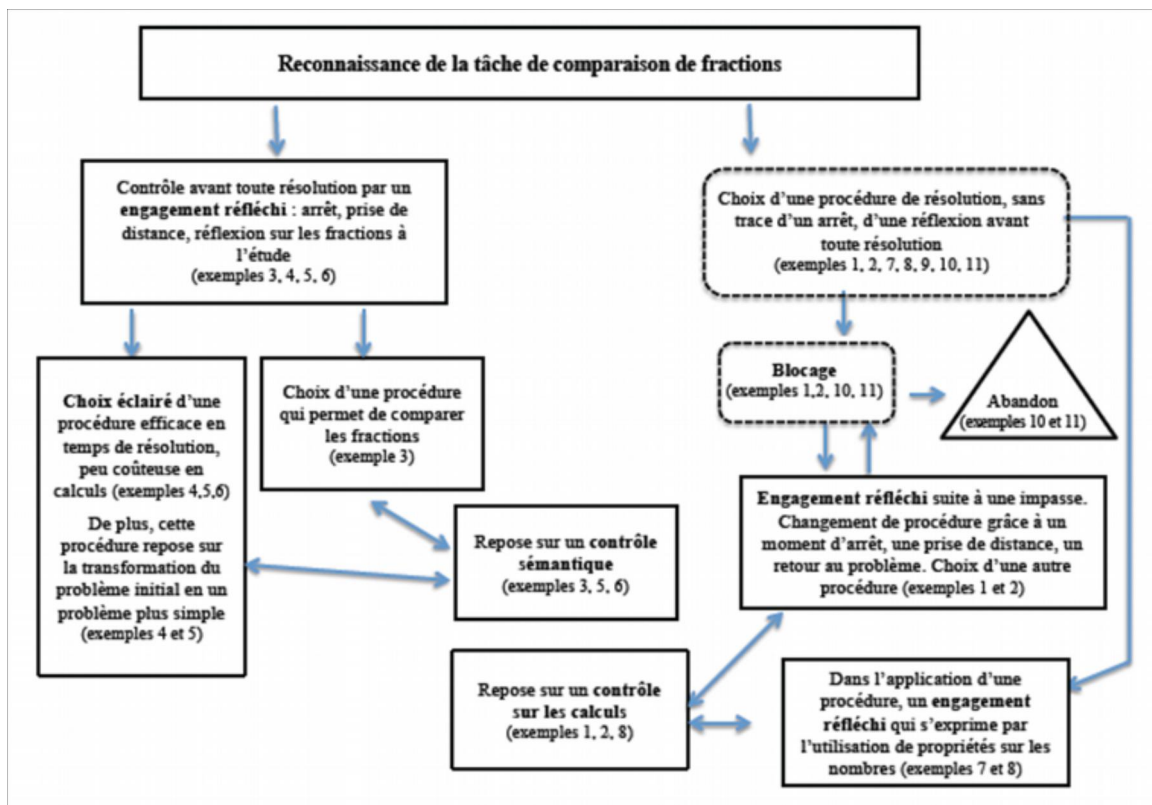 Reconnaissance de la tâche de comparaison de fractions
Contrôle avant toute résolution par un
engagement réfléchi : arrêt, prise de
distance, réflexion sur les fractions à
l’étude
(exemples 3, 4, 5, 6)
Choix d’une procédure de résolution, sans
trace d’un arrêt, d’une réflexion avant
toute résolution
(exemples 1, 2, 7, 8, 9, 10, 11)
Choix éclairé d’une
procédure efficace en
temps de résolution,
peu coûteuse en
calculs (exemples 4,5,6)
De plus, cette
procédure repose sur
la transformation du
problème initial en un
problème plus simple
(exemples 4 et 5)
Choix d’une procédure
qui permet de comparer
les fractions
(exemple 3)
Blocage
(exemples 1,2, 10, 11)
Abandon
(exemples 10 et 11)
Engagement réfléchi suite à une impasse.
Changement de procédure grâce à un
moment d’arrêt, une prise de distance, un
retour au problème. Choix d’une autre
procédure (exemples 1 et 2)
Repose sur un contrôle
sémantique
(exemples 3, 5, 6)
Repose sur un contrôle
sur les calculs
(exemples 1, 2, 8)
Dans l’application d’une
procédure, un engagement
réfléchi qui s’exprime par
l’utilisation de propriétés sur les
nombres (exemples 7 et 8)